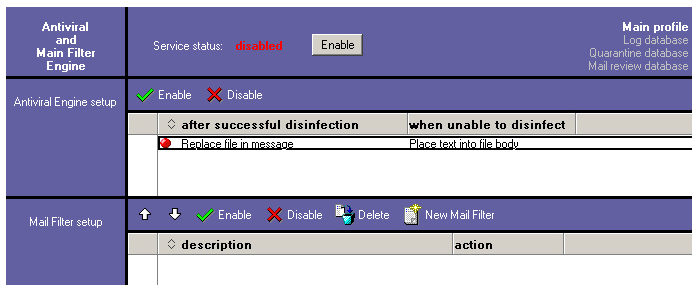 Antiviral
and
Main Filter
Engine
Service status: disabled Enable
Main profile
Log database
Quarantine database
Mail review database
Antiviral Engine setup
Enable Disable
after successful disinfection when unable to disinfect
Replace file in message Place text into file body
Mail Filter setup
Enable Disable Delete New Mail Filter
description action